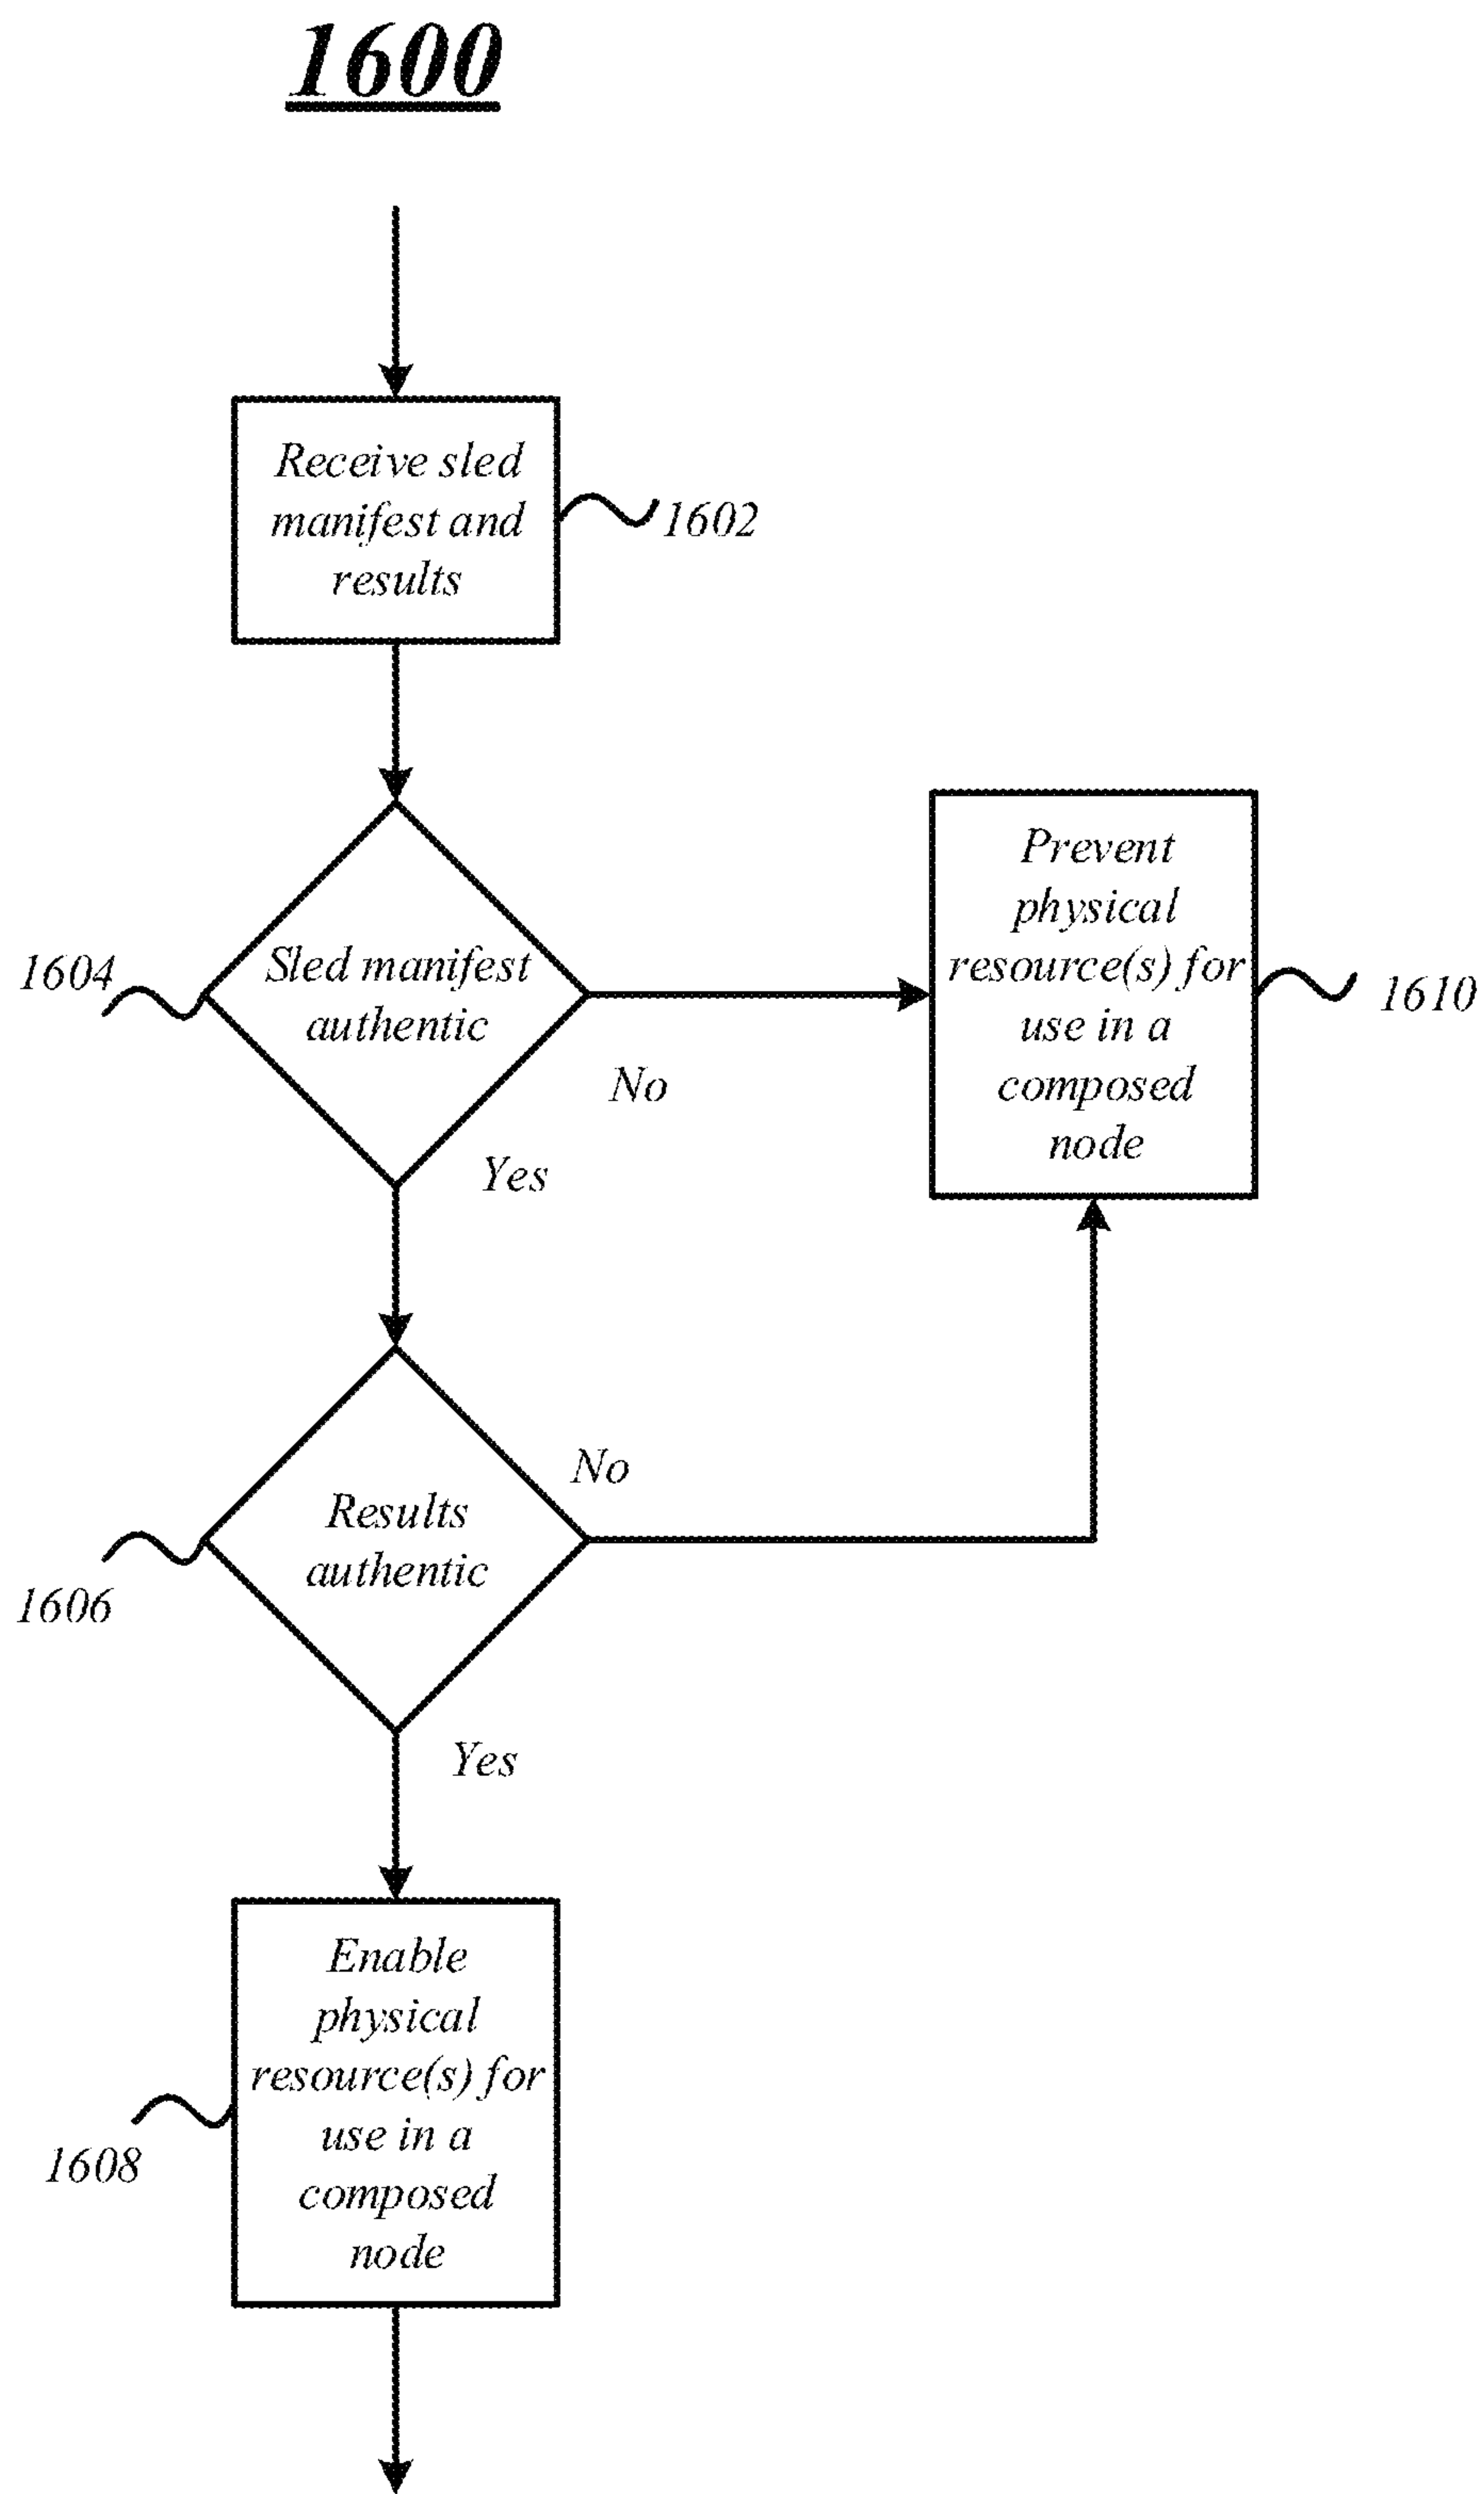 1600
Receive sled
manifest and
results
1602
Sled manifest
authentic
1604
No
Yes
Prevent
physical
resource(s) for
use in a
composed
node
1610
Results
authentic
1606
No
Yes
Enable
physical
resource(s) for
use in a
composed
node
1608